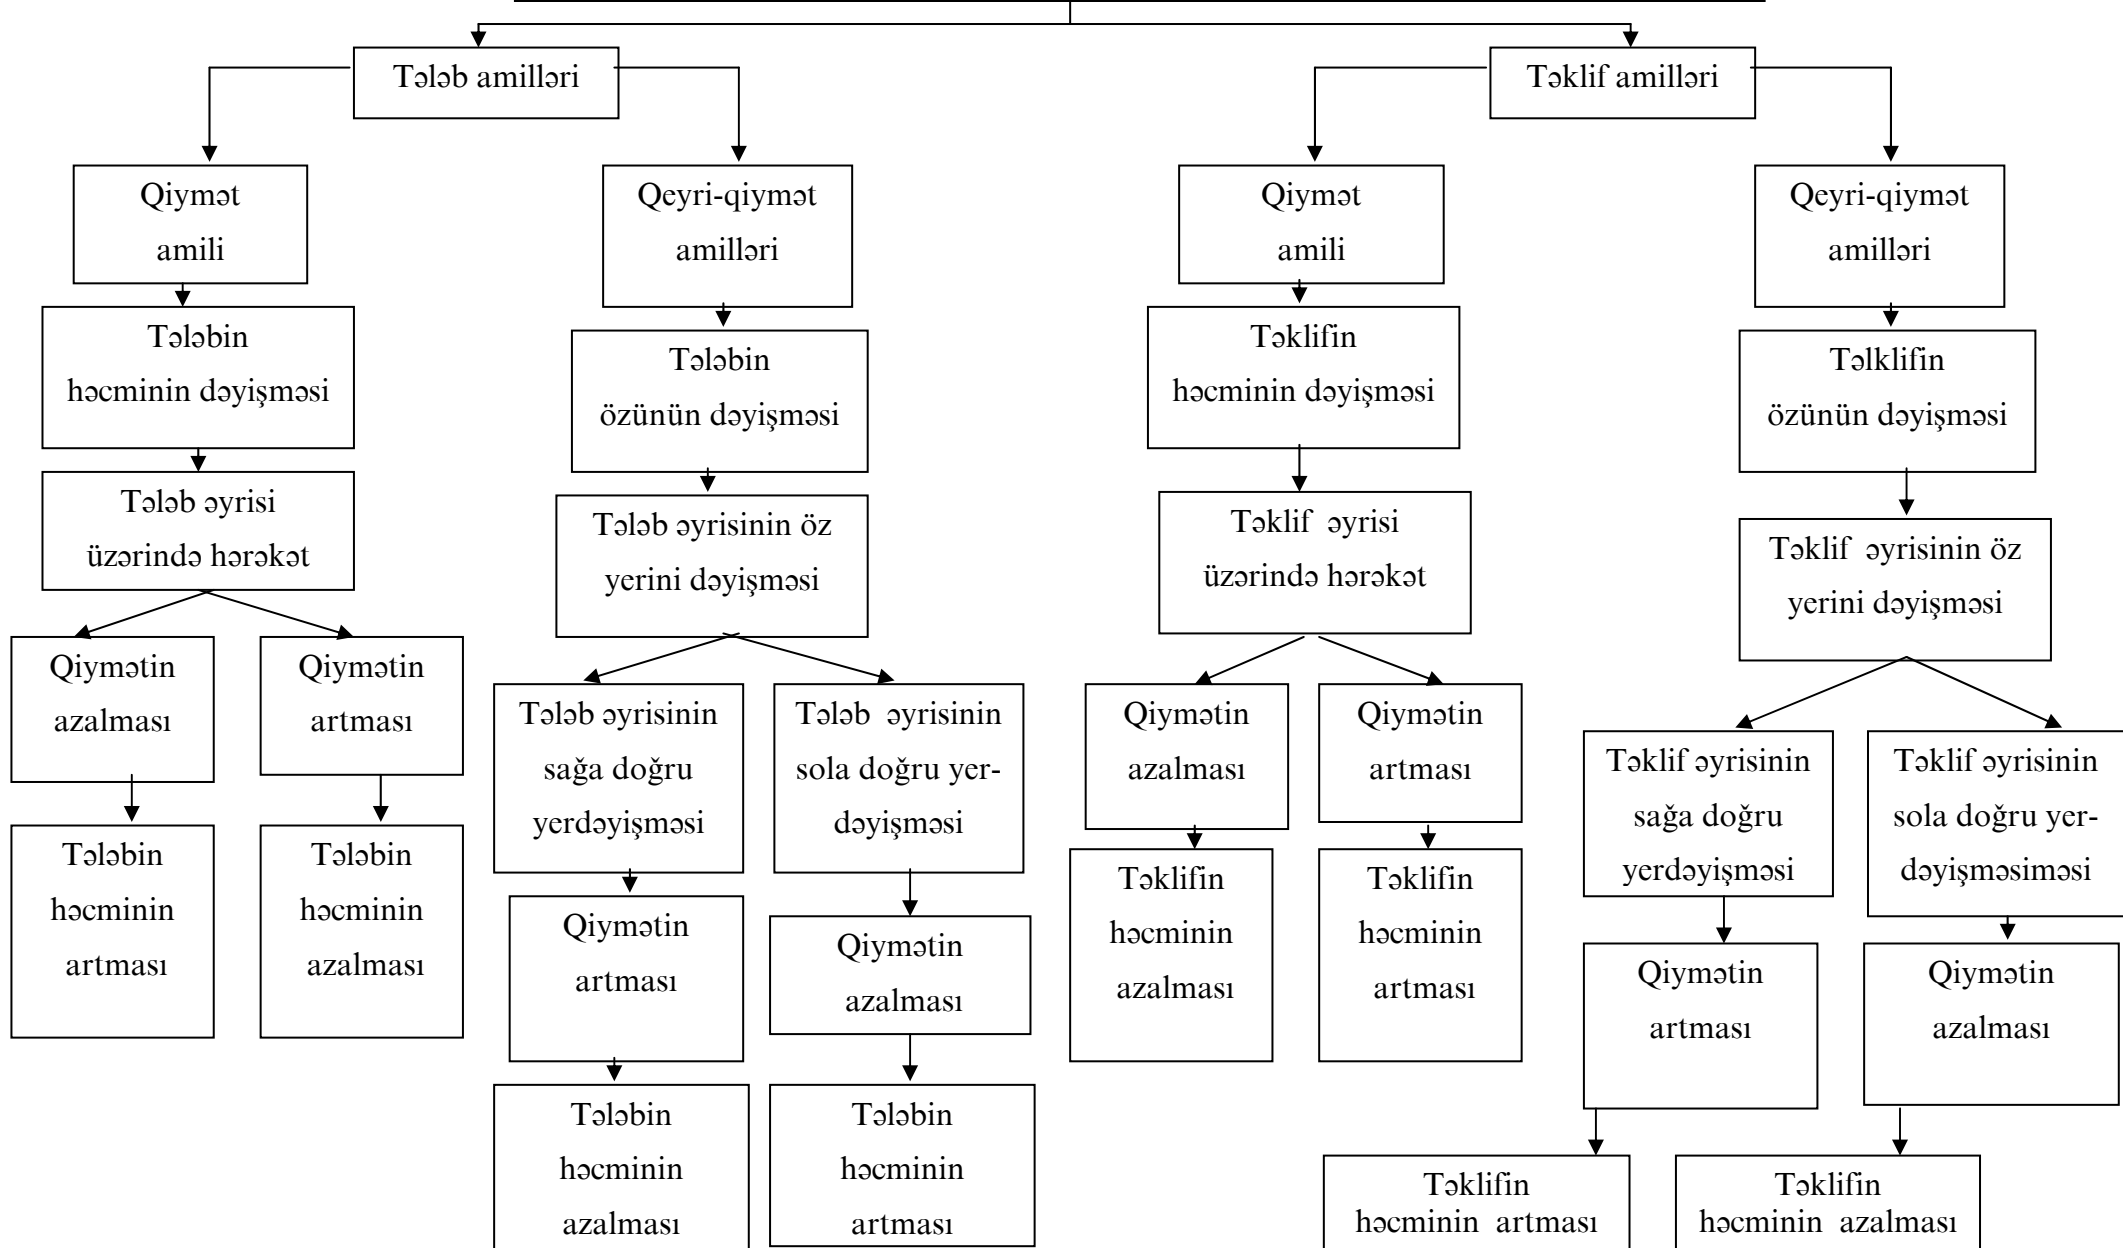 Tələb amilləri
Təklif amilləri
Qiymət
amili
Qeyri-qiymət
amilləri
Qiymət
amili
Qeyri-qiymət
amilləri
Tələbin
həcminin dəyişməsi
Tələbin
özünün dəyişməsi
Təklifin
həcminin dəyişməsi
Təlklifin
özünün dəyişməsi
Tələb əyrisi
üzərində hərəkət
Tələb əyrisinin öz
yerini dəyişməsi
Təklif əyrisi
üzərində hərəkət
Təklif əyrisinin öz
yerini dəyişməsi
Qiymətin
azalması
Qiymətin
artması
Tələb əyrisinin
sağa doğru
yerdəyişməsi
Tələb əyrisinin
sola doğru yer-
dəyişməsi
Qiymətin
azalması
Qiymətin
artması
Təklif əyrisinin
sağa doğru
yerdəyişməsi
Təklif əyrisinin
sola doğru yer-
dəyişməsiməsi
Tələbin
həcminin
artması
Tələbin
həcminin
azalması
Qiymətin
artması
Qiymətin
azalması
Təklifin
həcminin
azalması
Təklifin
həcminin
artması
Qiymətin
artması
Qiymətin
azalması
Tələbin
həcminin
azalması
Tələbin
həcminin
artması
Təklifin
həcminin artması
Təklifin
həcminin azalması